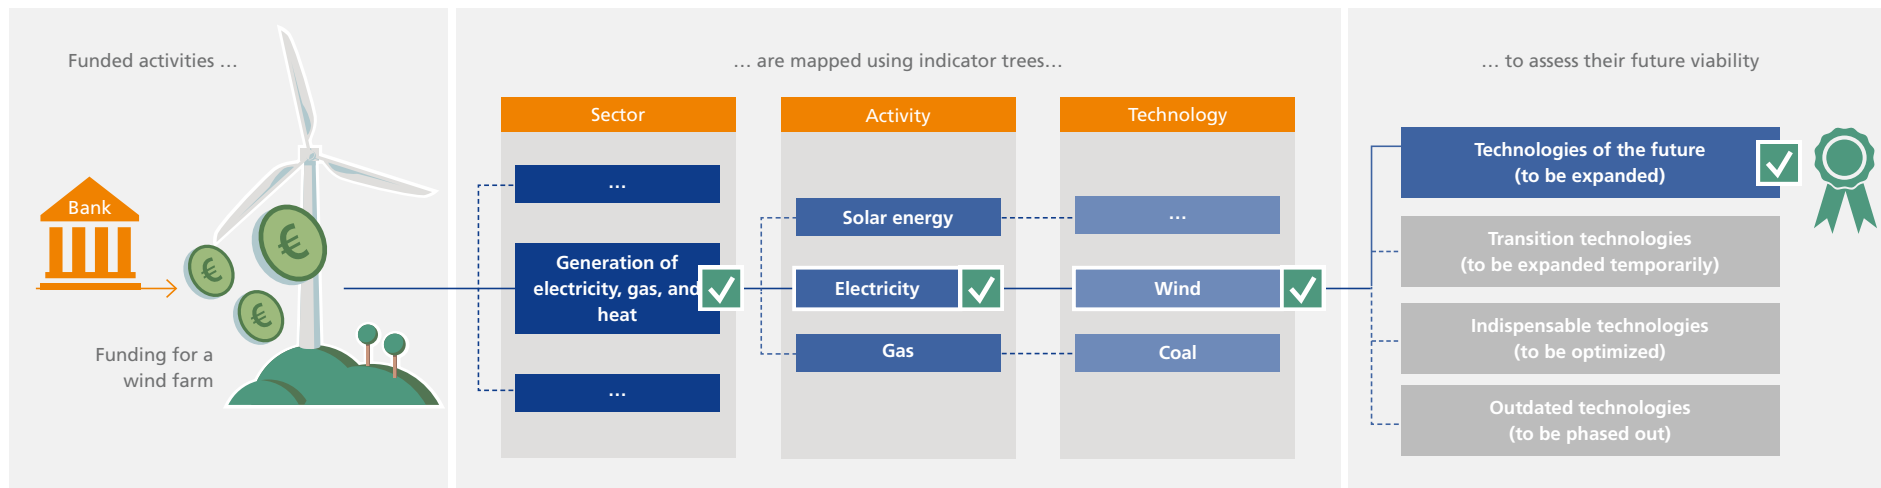 Funded activities …
Bank
€
€
€
Funding for a
wind farm
… are mapped using indicator trees…
Sector
…
Generation of
electricity, gas, and
heat
…
Activity
Solar energy
Electricity
Gas
Technology
…
Wind
Coal
… to assess their future viability
Technologies of the future
(to be expanded)
Transition technologies
(to be expanded temporarily)
Indispensable technologies
(to be optimized)
Outdated technologies
(to be phased out)